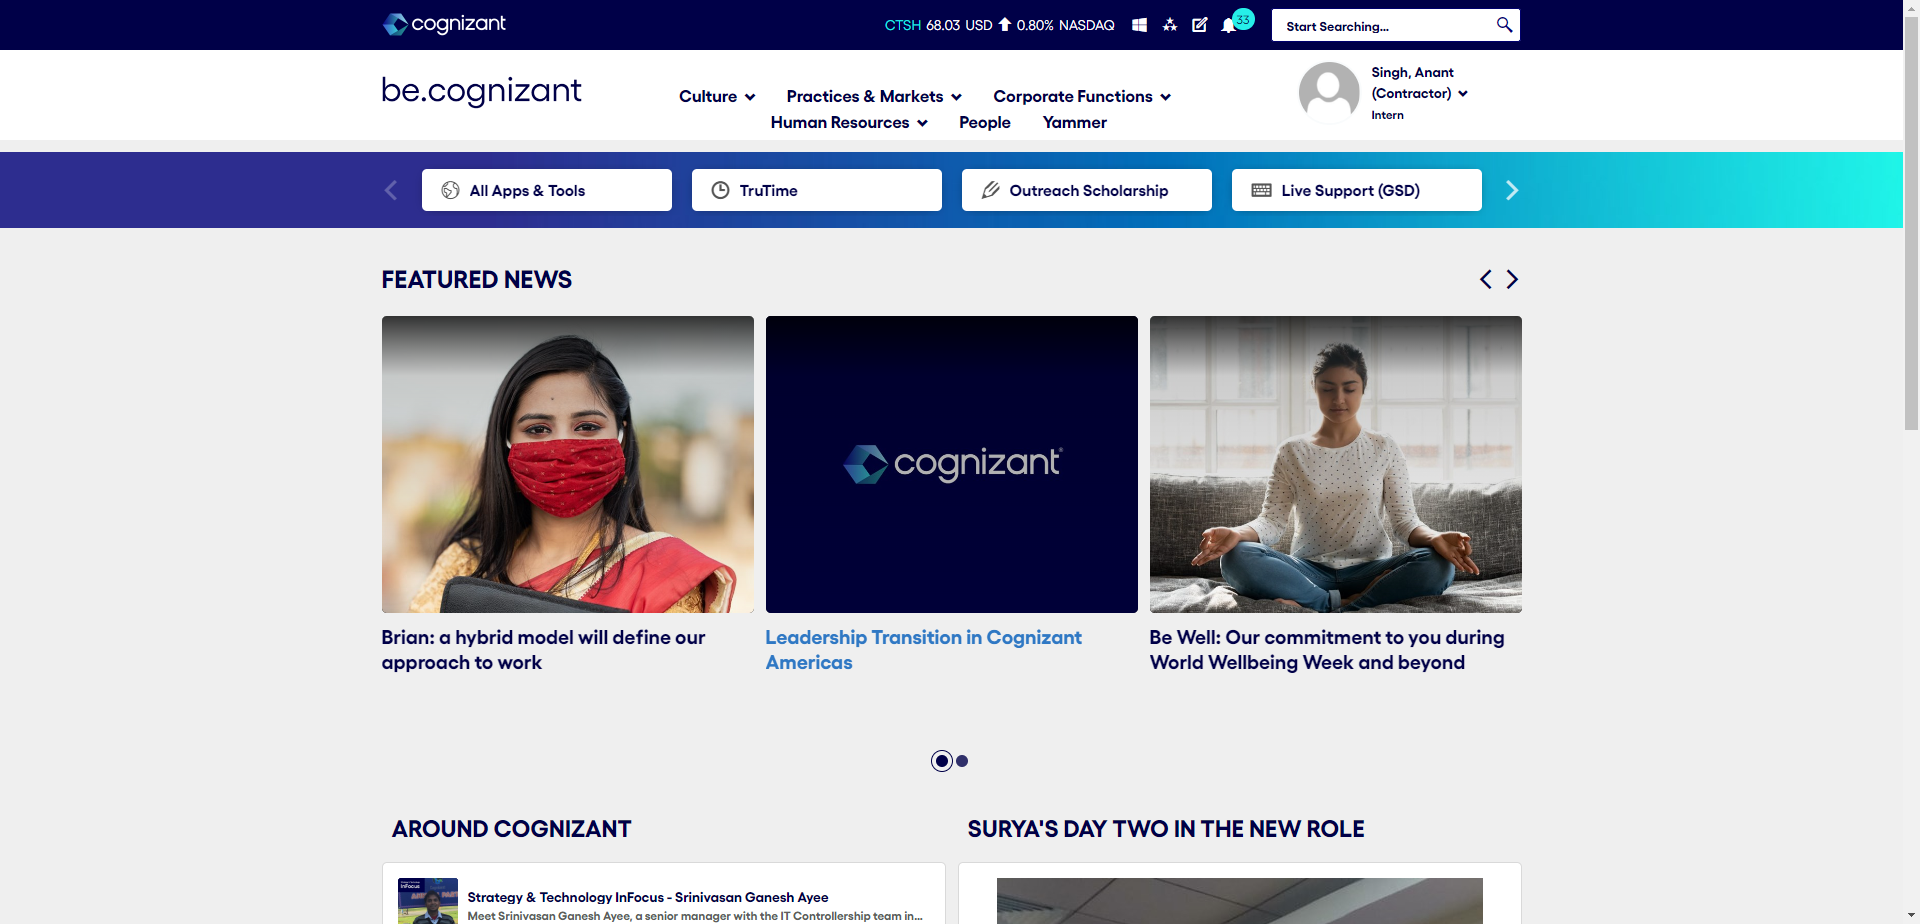 cognizant
CTSH 68.03 USD 0.80% NASDAQ
33
Start Searching...
be.cognizant
Culture
Practices & Markets
Corporate Functions
Human Resources
People
Yammer
Singh, Anant
(Contractor)
Intern
All Apps & Tools
TruTime
Outreach Scholarship
Live Support (GSD)
FEATURED NEWS
cognizant
Brian: a hybrid model will define our
approach to work
Leadership Transition in Cognizant
Americas
Be Well: Our commitment to you during
World Wellbeing Week and beyond
AROUND COGNIZANT
InFocus
Strategy & Technology InFocus - Srinivasan Ganesh Ayee
Meet Srinivasan Ganesh Ayee, a senior manager with the IT Controllership team in...
SURYA'S DAY TWO IN THE NEW ROLE